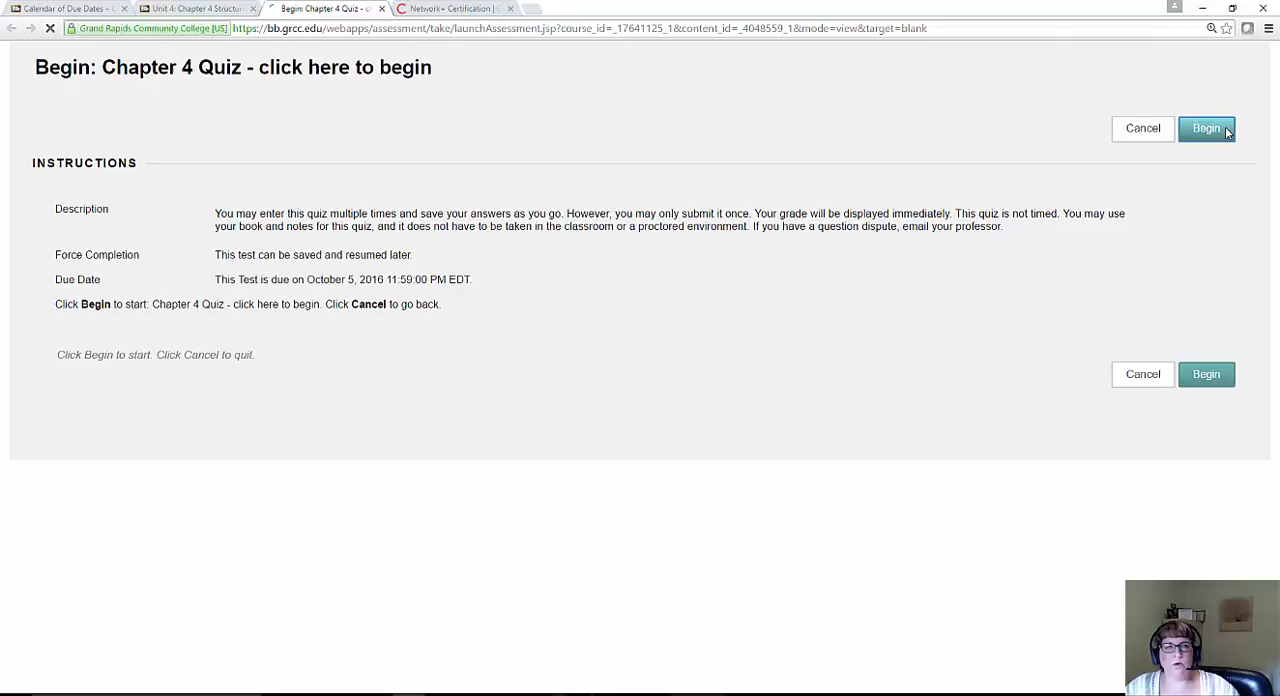 Calendar of Due Dates –
Unit 4: Chapter 4 Structur
Begin: Chapter 4 Quiz -
Network+ Certification |
Grand Rapids Community College [US]
https://bb.grcc.edu/webapps/assessment/take/launchAssessment.jsp?course_id=_17641125_1&content_id=_4048559_1&mode=view&target=blank
Begin: Chapter 4 Quiz - click here to begin
Cancel
Begin
INSTRUCTIONS
Description
You may enter this quiz multiple times and save your answers as you go. However, you may only submit it once. Your grade will be displayed immediately. This quiz is not timed. You may use
your book and notes for this quiz, and it does not have to be taken in the classroom or a proctored environment. If you have a question dispute, email your professor.
Force Completion
This test can be saved and resumed later.
Due Date
This Test is due on October 5, 2016 11:59:00 PM EDT.
Click Begin to start: Chapter 4 Quiz - click here to begin. Click Cancel to go back.
Click Begin to start. Click Cancel to quit.
Cancel
Begin